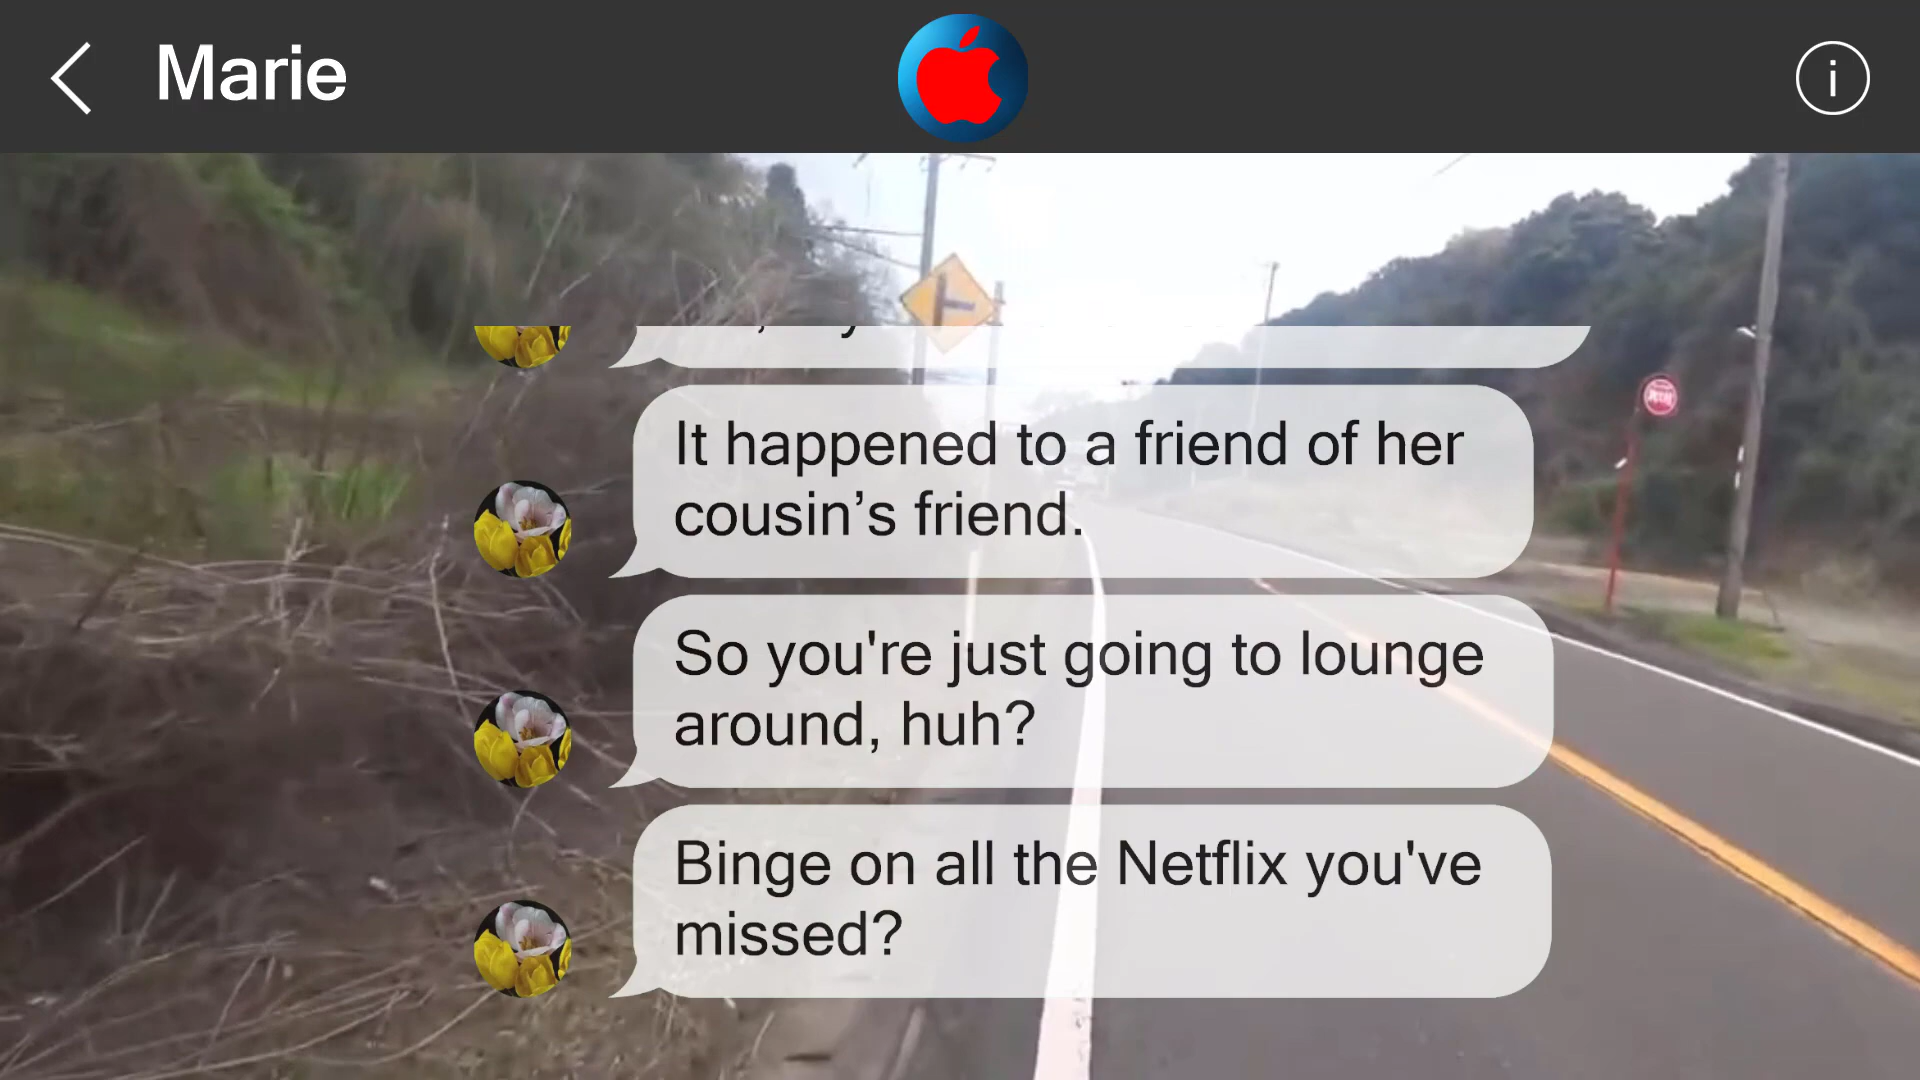 Marie
It happened to a friend of her
cousin’s friend.
So you're just going to lounge
around, huh?
Binge on all the Netflix you've
missed?